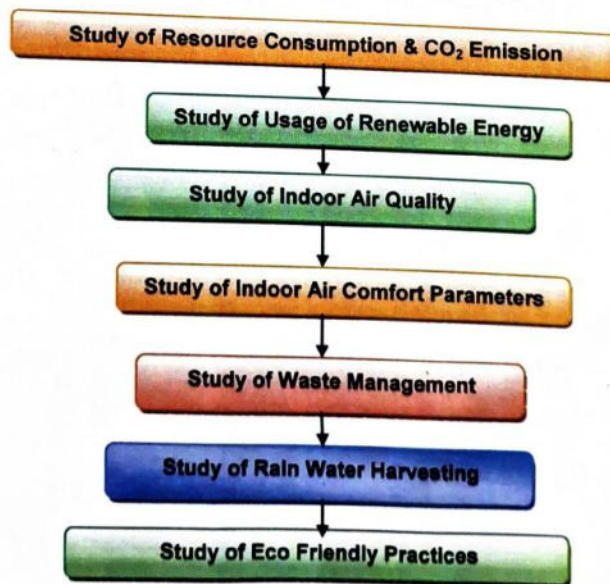 Study of Resource Consumption & CO₂ Emission
Study of Usage of Renewable Energy
Study of Indoor Air Quality
Study of Indoor Air Comfort Parameters
Study of Waste Management
Study of Rain Water Harvesting
Study of Eco Friendly Practices